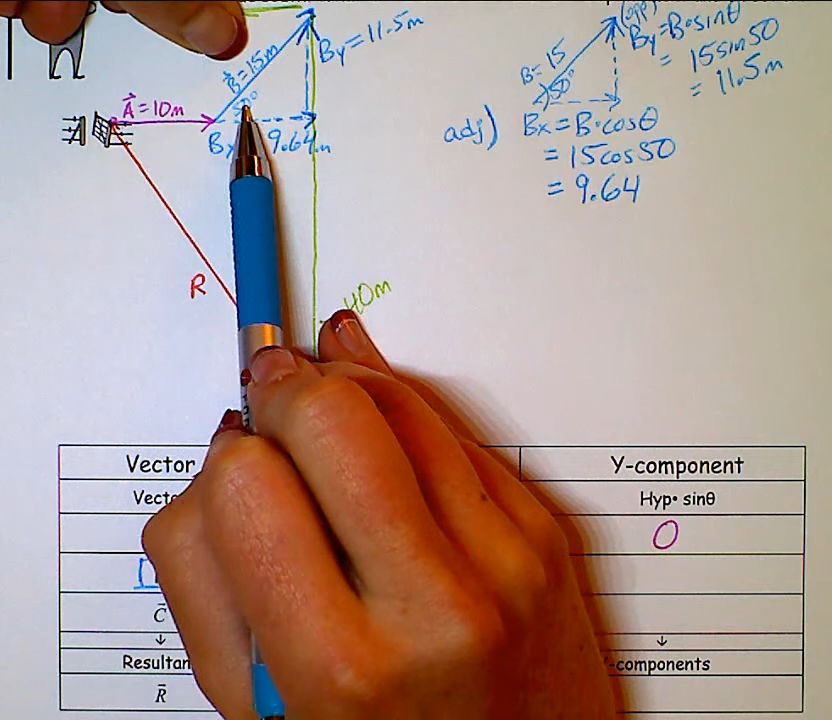 (opp)
By = 11.5m
By = B•sinθ
= 15sin50
= 11.5m
B⃗ = 15m
50°
A⃗ = 10m
Bx
9.64m
B = 15
50°
adj)
Bx = B•cosθ
= 15cos50
= 9.64
R
40m
Vector
Y-component
Hyp• sinθ
0
C⃗
↓
↓
-components
R⃗